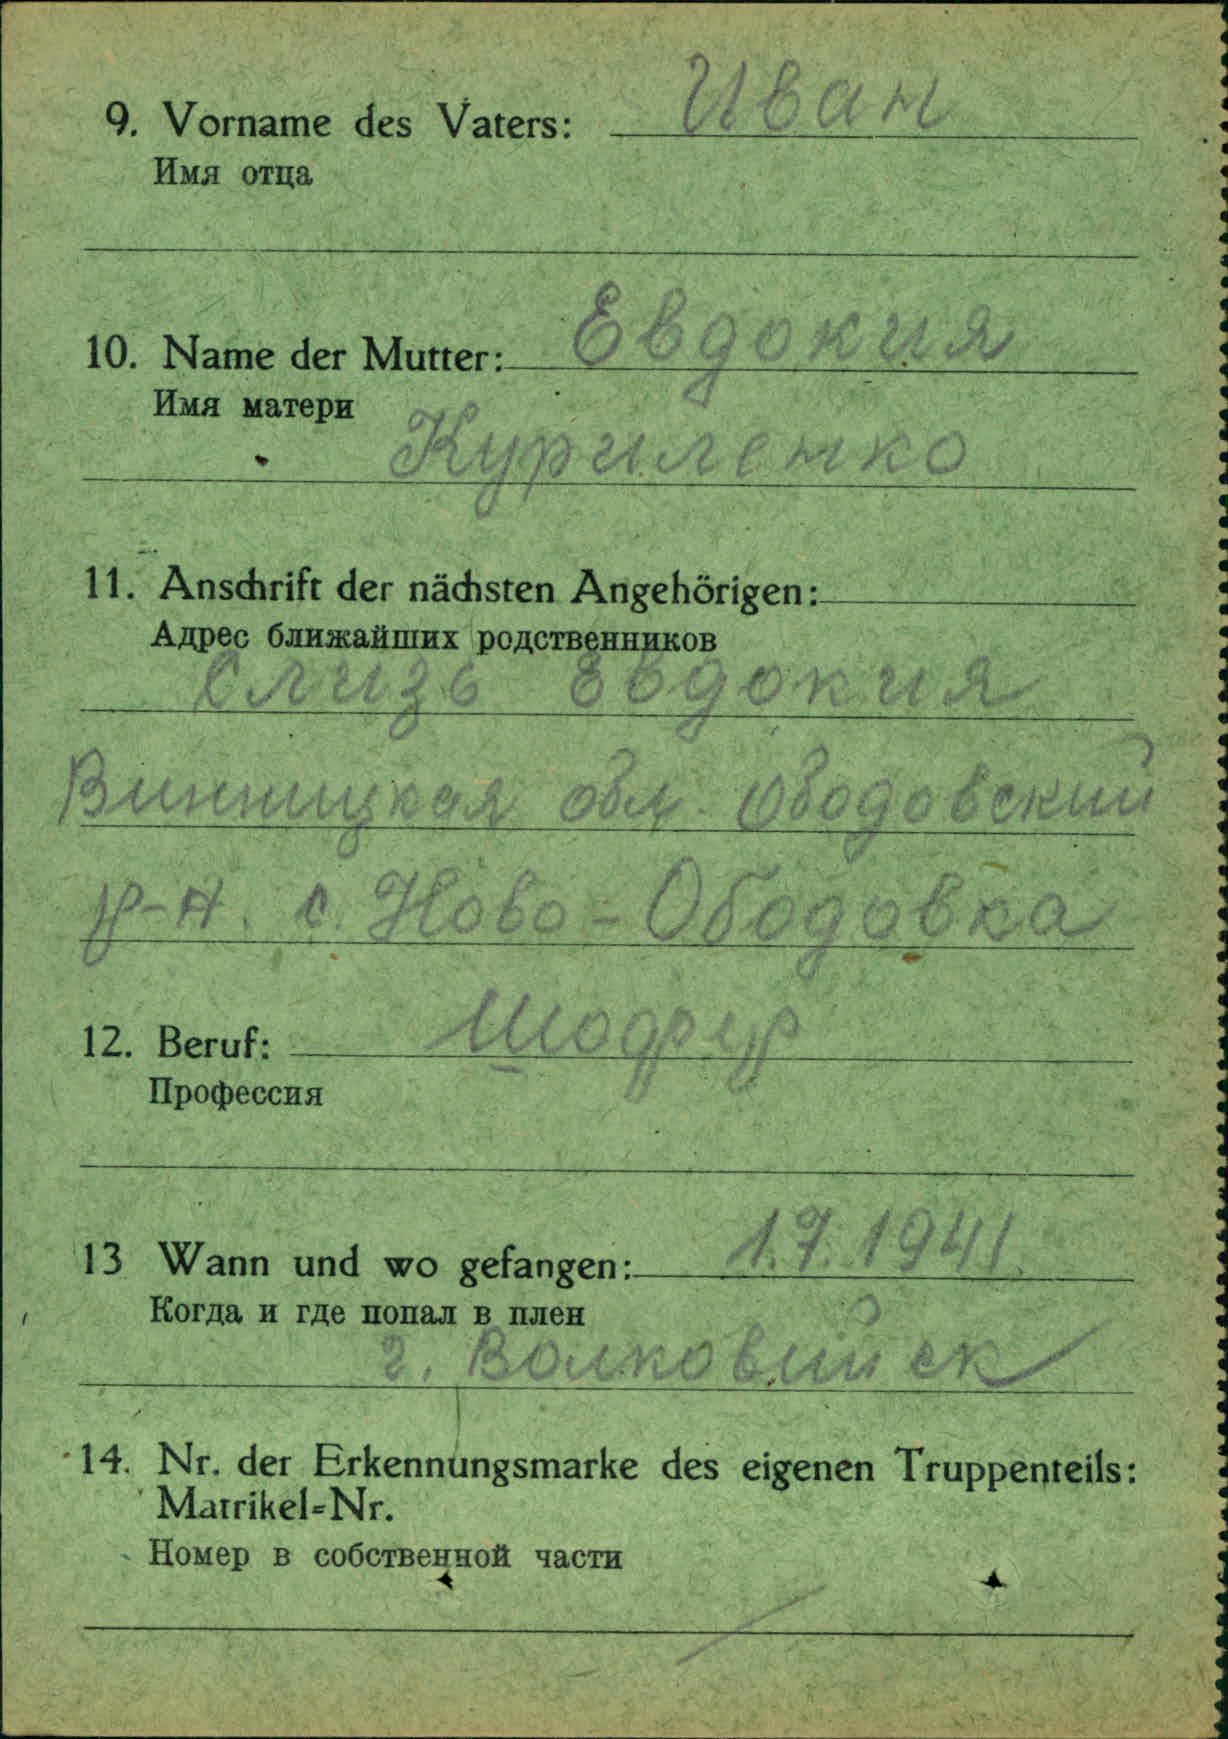 9. Vorname des Vaters: Иван
Имя отца
10. Name der Mutter: Евдокия
Имя матери
Куриленко
11. Anschrift der nächsten Angehörigen:
Адрес ближайших родственников
Слизь Евдокия
Винницкая обл. Ободовский
р-н. с. Ново-Ободовка
12. Beruf: Шофер
Профессия
13 Wann und wo gefangen: 1.7.1941
Когда и где попал в плен
г. Волковийск
14. Nr. der Erkennungsmarke des eigenen Truppenteils:
Matrikel-Nr.
Номер в собственной части